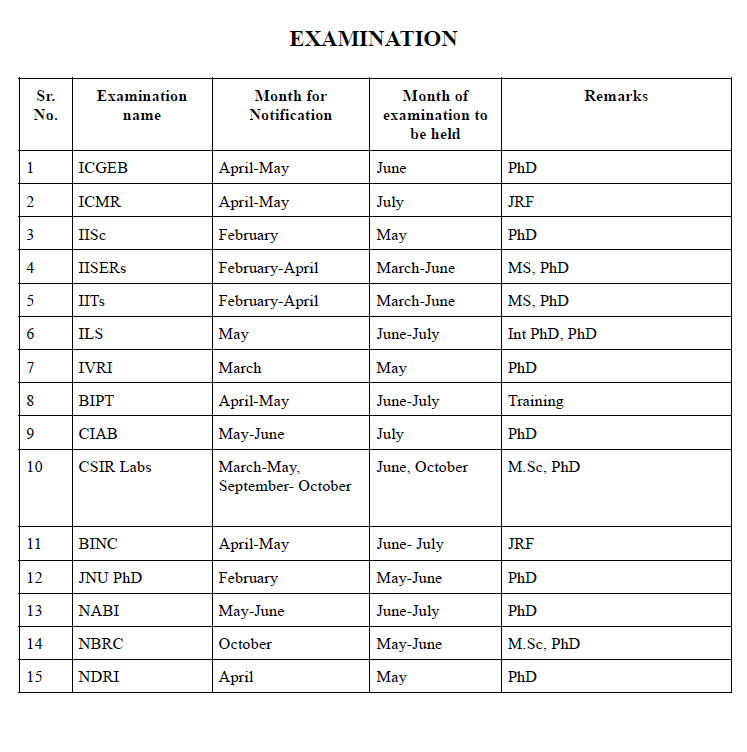 EXAMINATION
Sr. No. Examination name Month for Notification Month of examination to be held Remarks
1 ICGEB April-May June PhD
2 ICMR April-May July JRF
3 IISc February May PhD
4 IISERs February-April March-June MS, PhD
5 IITs February-April March-June MS, PhD
6 ILS May June-July Int PhD, PhD
7 IVRI March May PhD
8 BIPT April-May June-July Training
9 CIAB May-June July PhD
10 CSIR Labs March-May, September- October June, October M.Sc, PhD
11 BINC April-May June- July JRF
12 JNU PhD February May-June PhD
13 NABI May-June June-July PhD
14 NBRC October May-June M.Sc, PhD
15 NDRI April May PhD